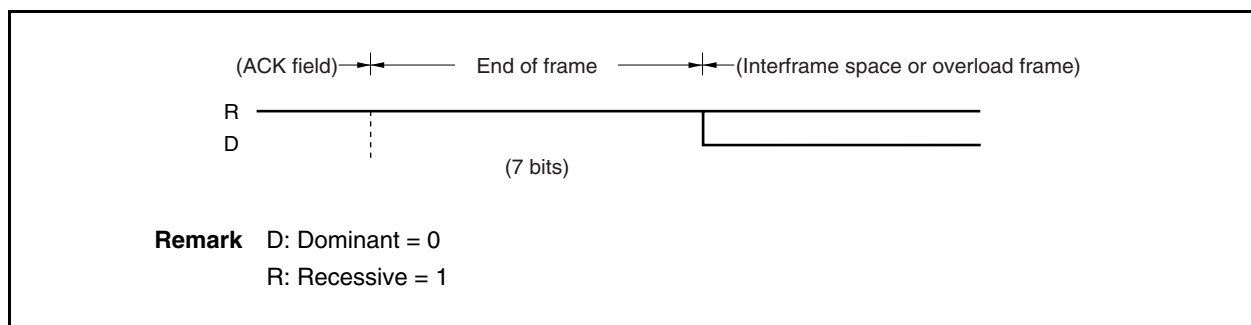 (ACK field) End of frame (Interframe space or overload frame)
R
D
(7 bits)
Remark D: Dominant = 0
R: Recessive = 1